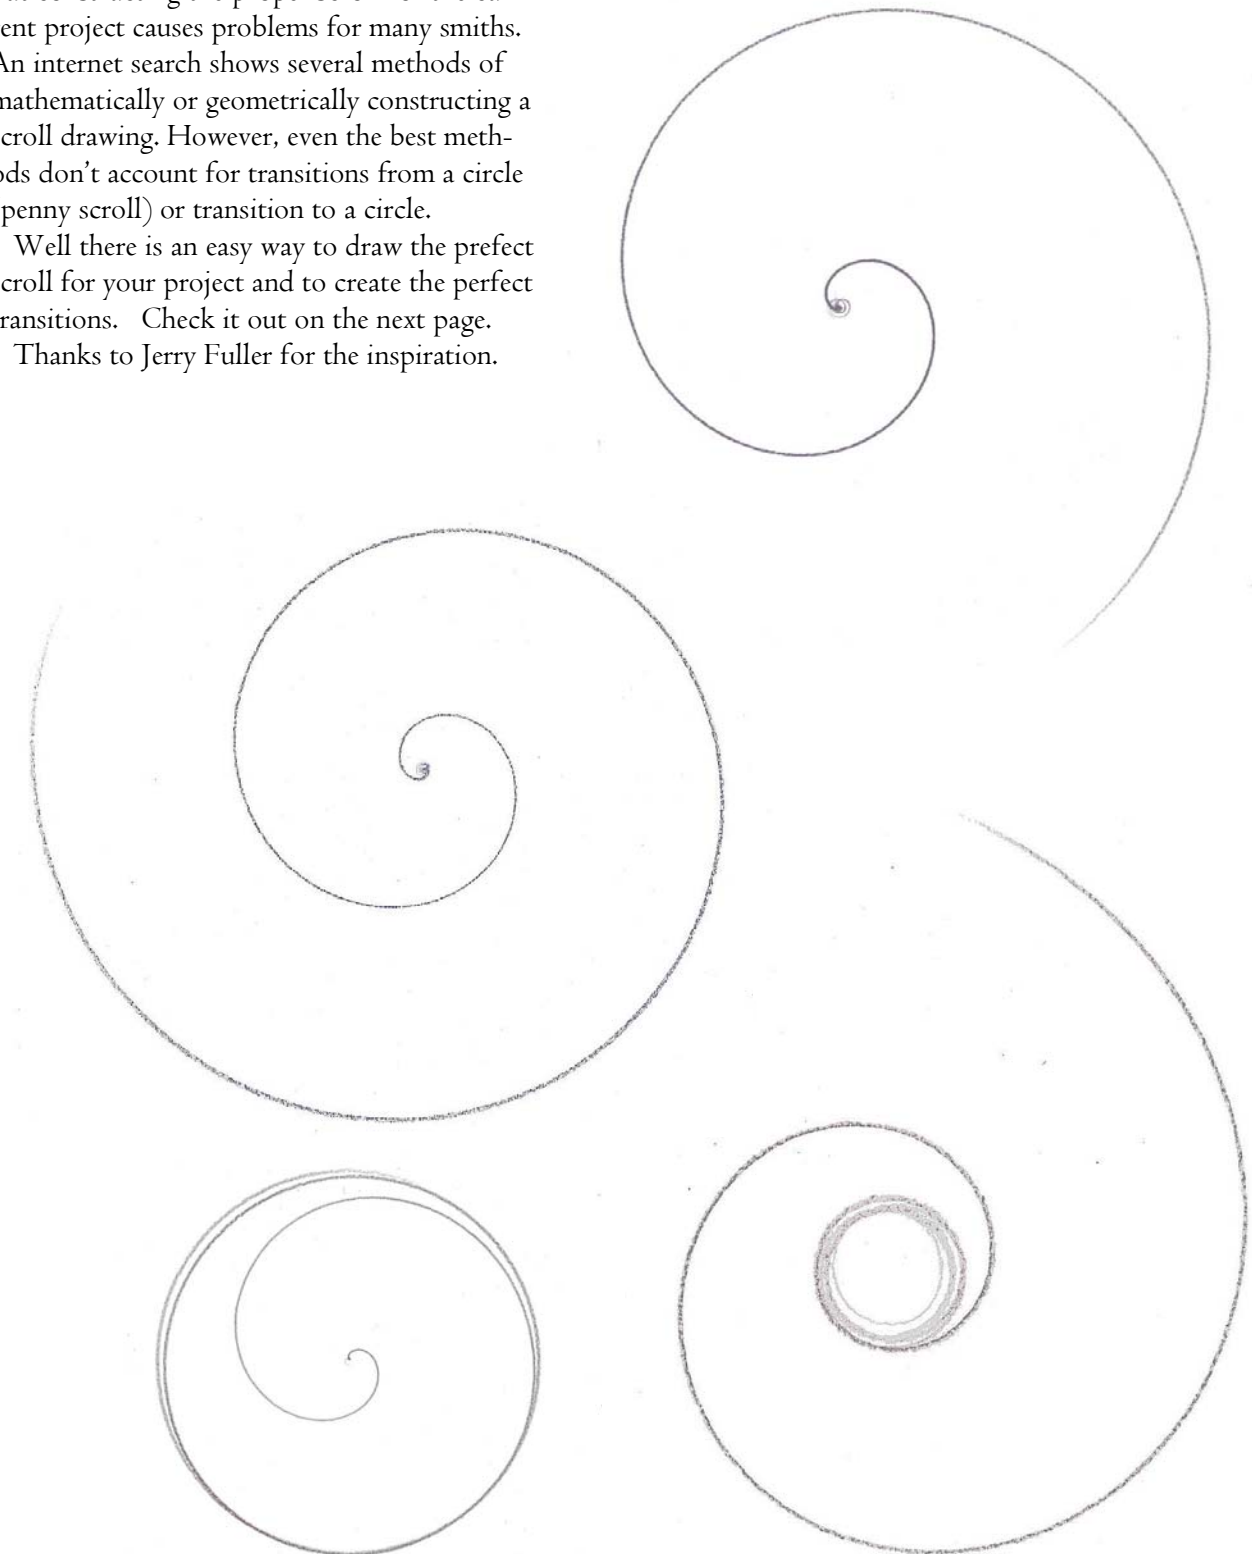 ent project causes problems for many smiths.
An internet search shows several methods of
mathematically or geometrically constructing a
croll drawing. However, even the best meth-
ods don't account for transitions from a circle
penny scroll) or transition to a circle.
Well there is an easy way to draw the prefect
croll for your project and to create the perfect
ransitions. Check it out on the next page.
Thanks to Jerry Fuller for the inspiration.